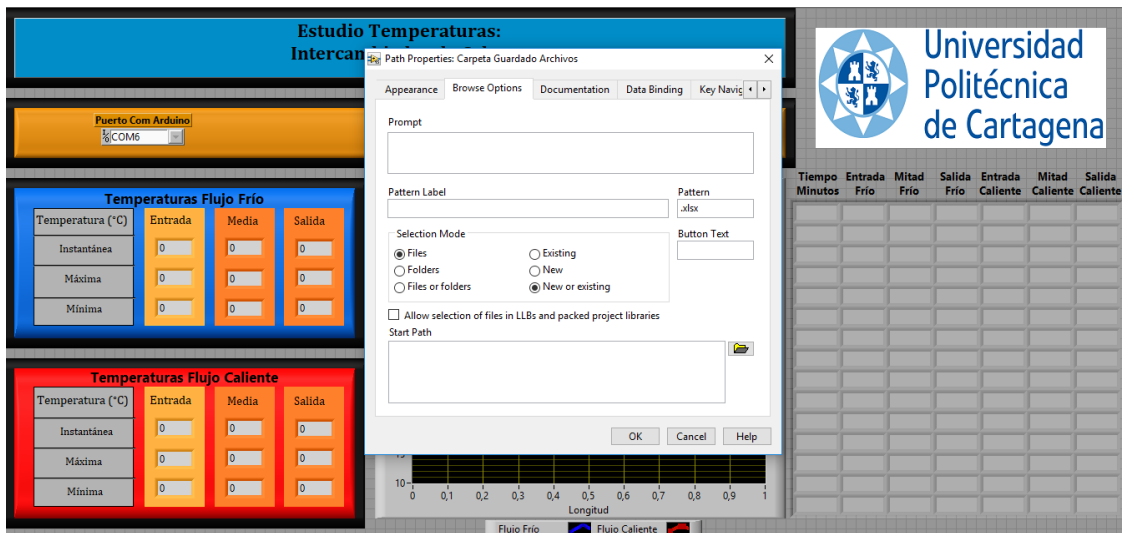 Estudio Temperaturas:
Intercam
Universidad
Politécnica
de Cartagena
Puerto Com Arduino
COM6
Path Properties: Carpeta Guardado Archivos
Appearance Browse Options Documentation Data Binding Key Navig
Prompt
Pattern Label Pattern
.xlsx
Selection Mode Button Text
Files Existing
Folders New
Files or folders New or existing
Allow selection of files in LLBs and packed project libraries
Start Path
OK Cancel Help
Temperaturas Flujo Frío
Temperatura (°C) Entrada Media Salida
Instantánea 0 0 0
Máxima 0 0 0
Mínima 0 0 0
Temperaturas Flujo Caliente
Temperatura (°C) Entrada Media Salida
Instantánea 0 0 0
Máxima 0 0 0
Mínima 0 0 0
Tiempo Entrada Mitad Salida Entrada Mitad Salida
Minutos Frío Frío Frío Caliente Caliente Caliente
10
0 0,1 0,2 0,3 0,4 0,5 0,6 0,7 0,8 0,9 1
Longitud
Flujo Frío Flujo Caliente